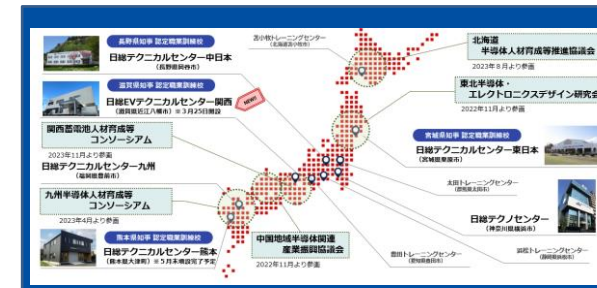 長野県知事 認定職業訓練校
日総テクニカルセンター中日本
（長野県岡谷市）
滋賀県知事 認定職業訓練校
日総EVテクニカルセンター関西
（滋賀県近江八幡市）※3月25日開設
NEW!!
関西蓄電池人材育成等
コンソーシアム
2023年11月より参画
日総テクニカルセンター九州
（福岡県豊前市）
九州半導体人材育成等
コンソーシアム
2023年4月より参画
熊本県知事 認定職業訓練校
日総テクニカルセンター熊本
（熊本県大津町）※5月末増設完了予定
苫小牧トレーニングセンター
（北海道苫小牧市）
中国地域半導体関連
産業振興協議会
2022年11月より参画
北海道
半導体人材育成等推進協議会
2023年8月より参画
東北半導体・
エレクトロニクスデザイン研究会
2022年11月より参画
宮城県知事 認定職業訓練校
日総テクニカルセンター東日本
（宮城県栗原市）
太田トレーニングセンター
（群馬県太田市）
日総テクノセンター
（神奈川県横浜市）
浜松トレーニングセンター
（静岡県浜松市）
豊田トレーニングセンター
（愛知県豊田市）